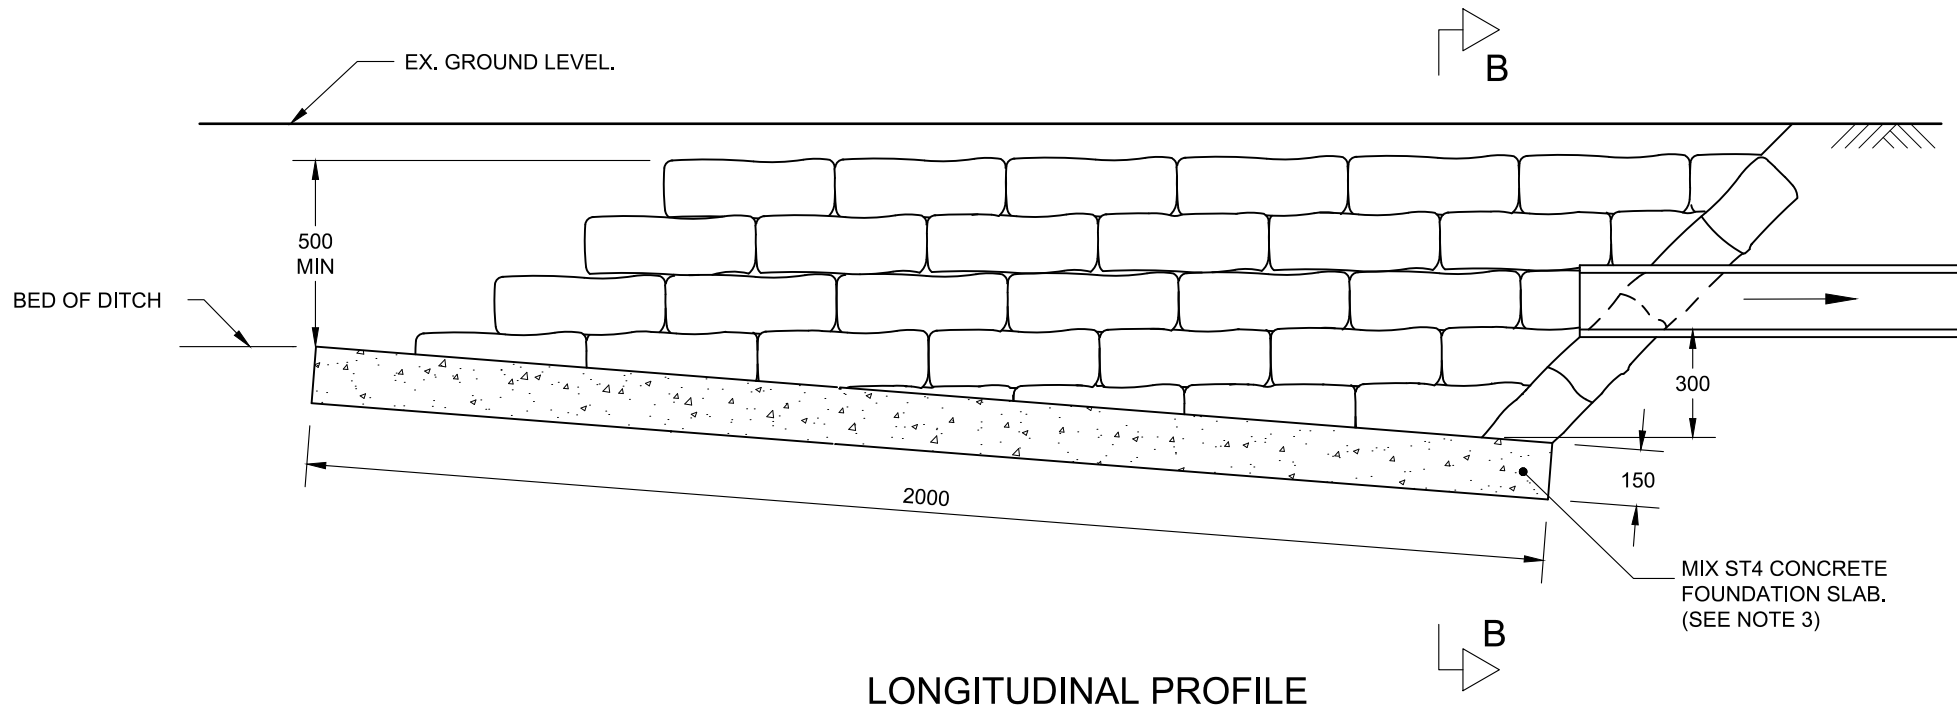 B
EX. GROUND LEVEL.
500
MIN
BED OF DITCH
300
150
2000
MIX ST4 CONCRETE
FOUNDATION SLAB.
(SEE NOTE 3)
B
LONGITUDINAL PROFILE